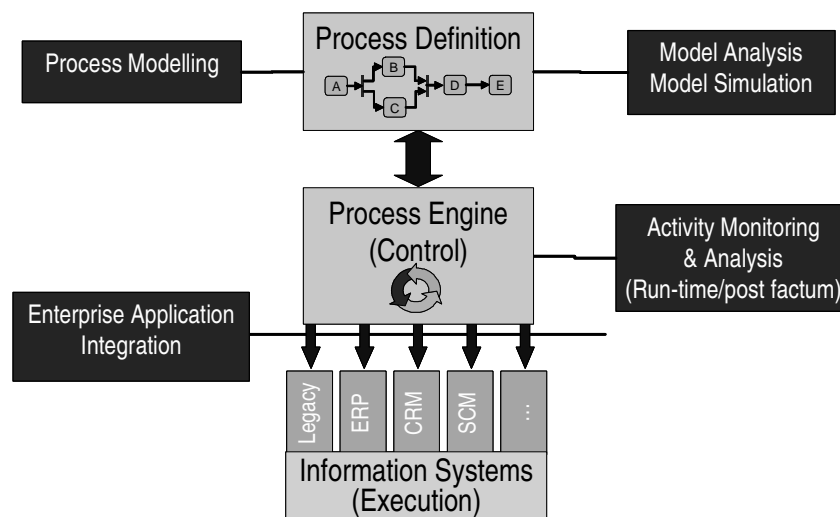 Process Modelling
Process Definition
A
B
C
D
E
Model Analysis
Model Simulation
Process Engine
(Control)
Activity Monitoring
& Analysis
(Run-time/post factum)
Enterprise Application
Integration
Legacy
ERP
CRM
SCM
...
Information Systems
(Execution)